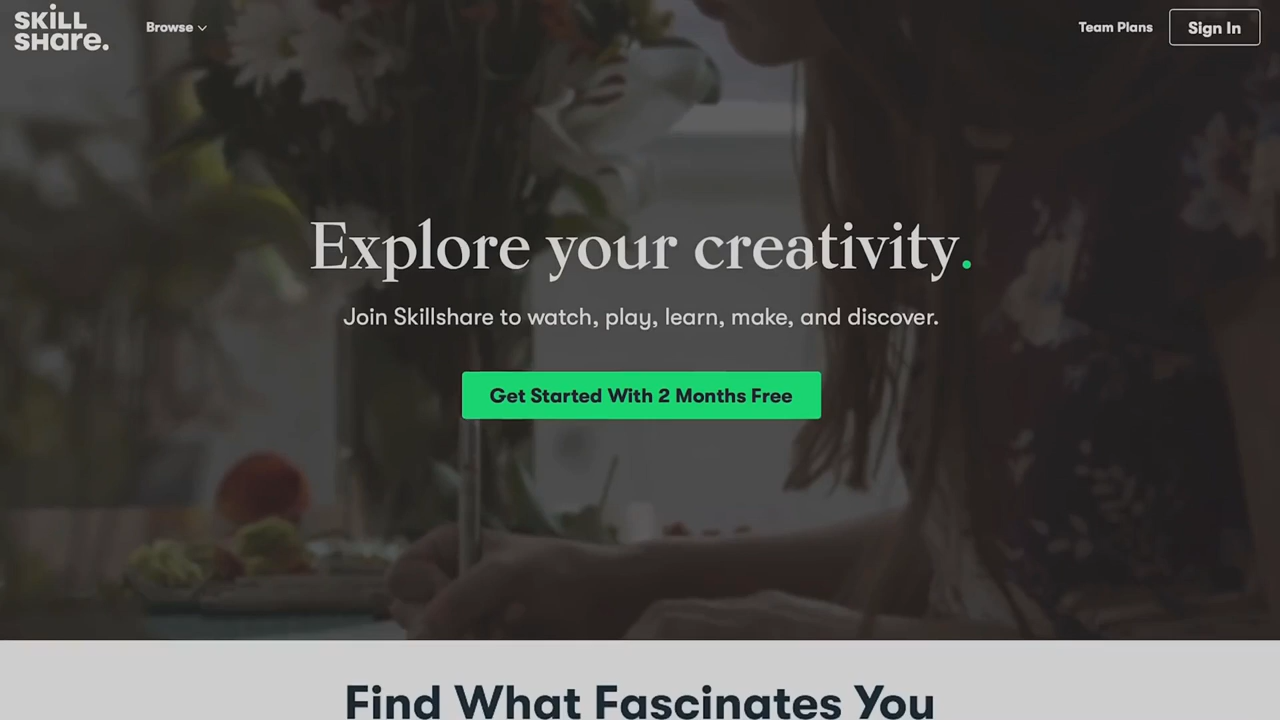 SKiLL
SHare.
Browse
Team Plans
Sign In
Explore your creativity.
Join Skillshare to watch, play, learn, make, and discover.
Get Started With 2 Months Free
Find What Fascinates You